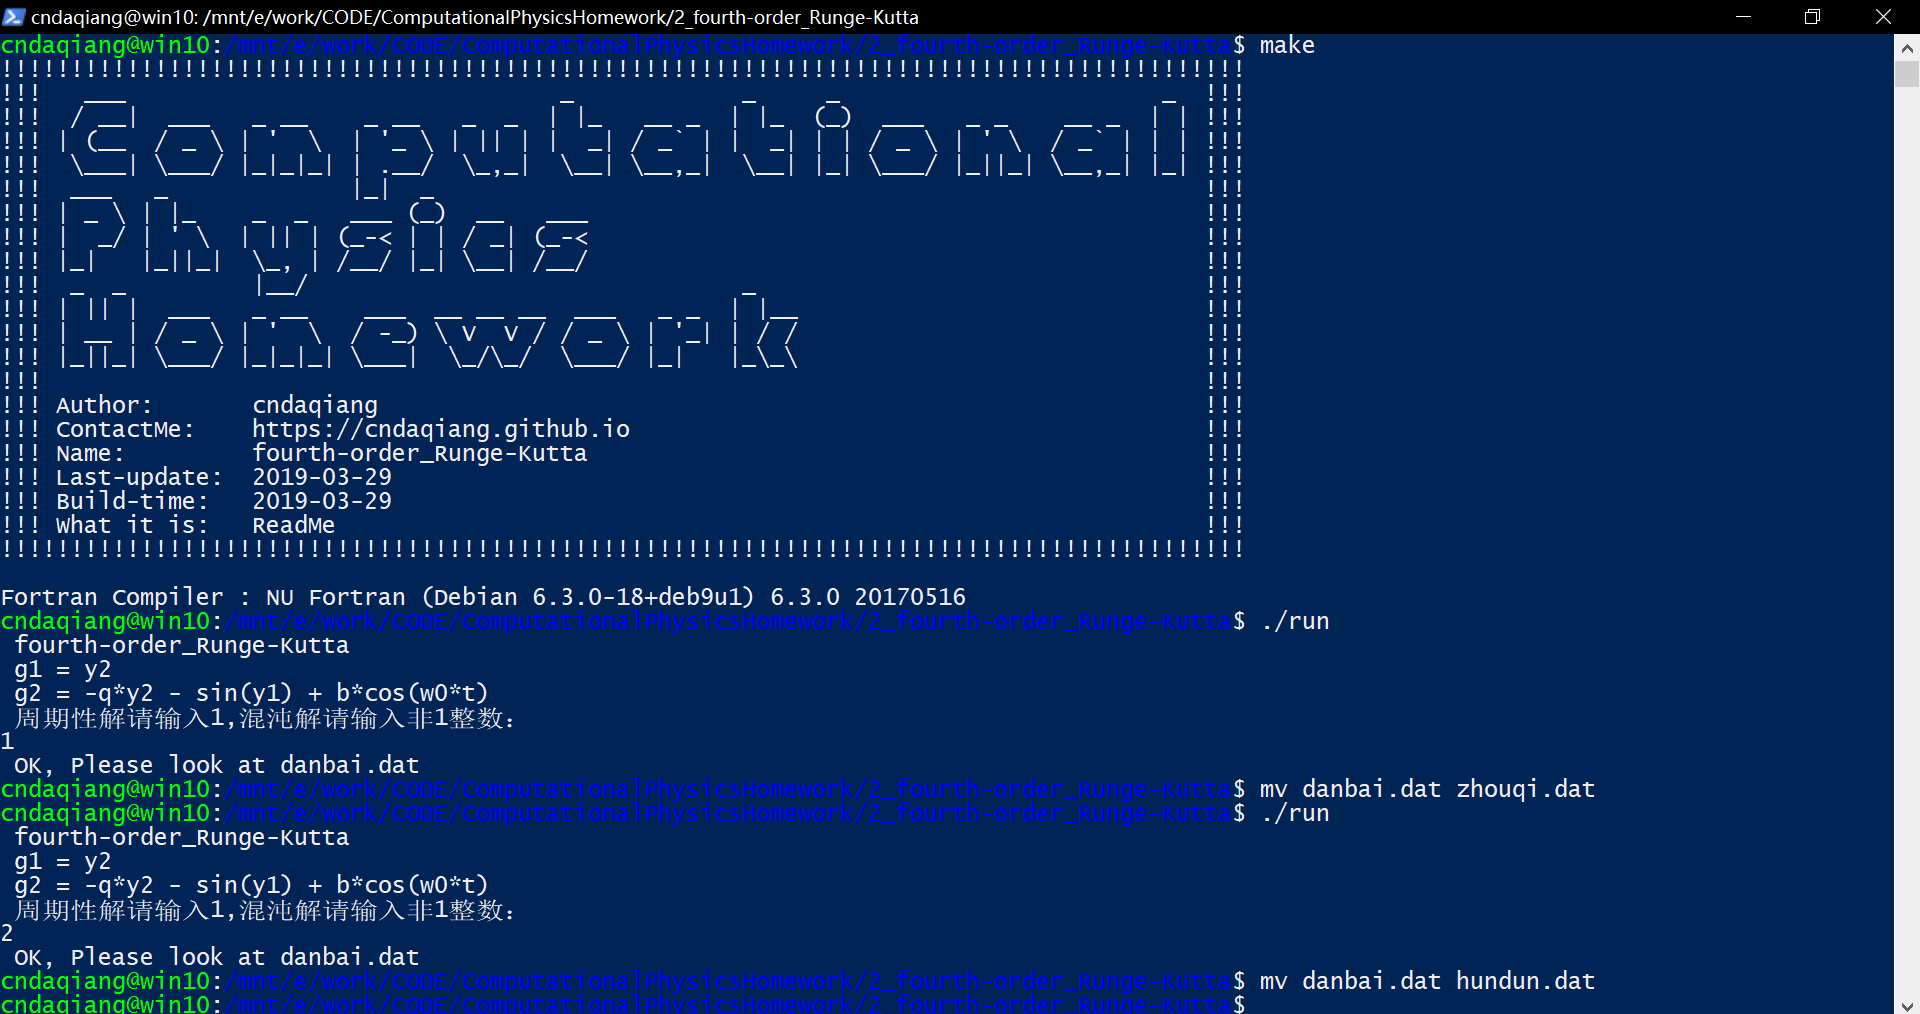 cndaqiang@win10: /mnt/e/work/CODE/ComputationalPhysicsHomework/2_fourth-order_Runge-Kutta
cndaqiang@win10:/mnt/e/work/CODE/ComputationalPhysicsHomework/2_fourth-order_Runge-Kutta$ make
Computational
Physics
Homework
!!! Author: cndaqiang !!!
!!! ContactMe: https://cndaqiang.github.io !!!
!!! Name: fourth-order_Runge-Kutta !!!
!!! Last-update: 2019-03-29 !!!
!!! Build-time: 2019-03-29 !!!
!!! What it is: ReadMe !!!
Fortran Compiler : NU Fortran (Debian 6.3.0-18+deb9u1) 6.3.0 20170516
cndaqiang@win10:/mnt/e/work/CODE/ComputationalPhysicsHomework/2_fourth-order_Runge-Kutta$ ./run
fourth-order_Runge-Kutta
g1 = y2
g2 = -q*y2 - sin(y1) + b*cos(w0*t)
周期性解请输入1,混沌解请输入非1整数:
1
OK, Please look at danbai.dat
cndaqiang@win10:/mnt/e/work/CODE/ComputationalPhysicsHomework/2_fourth-order_Runge-Kutta$ mv danbai.dat zhouqi.dat
cndaqiang@win10:/mnt/e/work/CODE/ComputationalPhysicsHomework/2_fourth-order_Runge-Kutta$ ./run
fourth-order_Runge-Kutta
g1 = y2
g2 = -q*y2 - sin(y1) + b*cos(w0*t)
周期性解请输入1,混沌解请输入非1整数:
2
OK, Please look at danbai.dat
cndaqiang@win10:/mnt/e/work/CODE/ComputationalPhysicsHomework/2_fourth-order_Runge-Kutta$ mv danbai.dat hundun.dat
cndaqiang@win10:/mnt/e/work/CODE/ComputationalPhysicsHomework/2_fourth-order_Runge-Kutta$